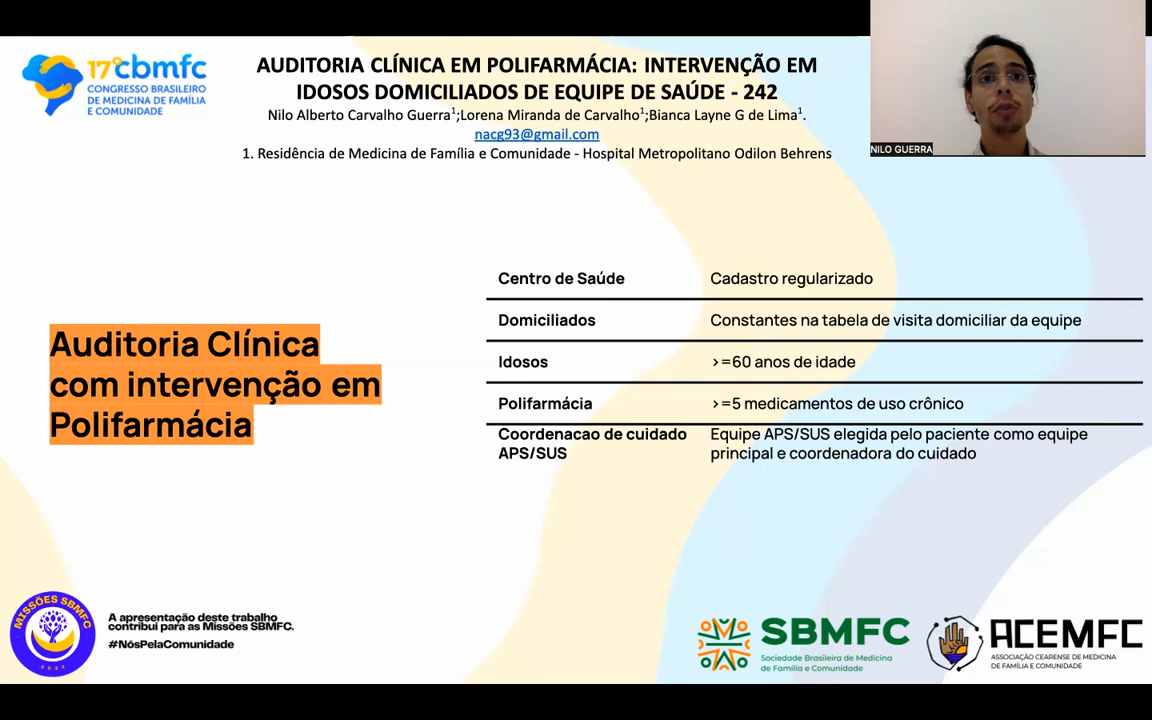 17º cbmfc
CONGRESSO BRASILEIRO
DE MEDICINA DE FAMÍLIA
E COMUNIDADE
AUDITORIA CLÍNICA EM POLIFARMÁCIA: INTERVENÇÃO EM
IDOSOS DOMICILIADOS DE EQUIPE DE SAÚDE - 242
Nilo Alberto Carvalho Guerra1;Lorena Miranda de Carvalho1;Bianca Layne G de Lima1.
nacg93@gmail.com
1. Residência de Medicina de Família e Comunidade - Hospital Metropolitano Odilon Behrens
NILO GUERRA
Auditoria Clínica
com intervenção em
Polifarmácia
Centro de Saúde Cadastro regularizado
Domiciliados Constantes na tabela de visita domiciliar da equipe
Idosos >=60 anos de idade
Polifarmácia >=5 medicamentos de uso crônico
Coordenacao de cuidado Equipe APS/SUS elegida pelo paciente como equipe
APS/SUS principal e coordenadora do cuidado
MISSÕES SBMFC
A apresentação deste trabalho
contribui para as Missões SBMFC.
#NósPelaComunidade
SBMFC
Sociedade Brasileira de Medicina
de Família e Comunidade
ACEMFC
ASSOCIAÇÃO CEARENSE DE MEDICINA
DE FAMÍLIA E COMUNIDADE